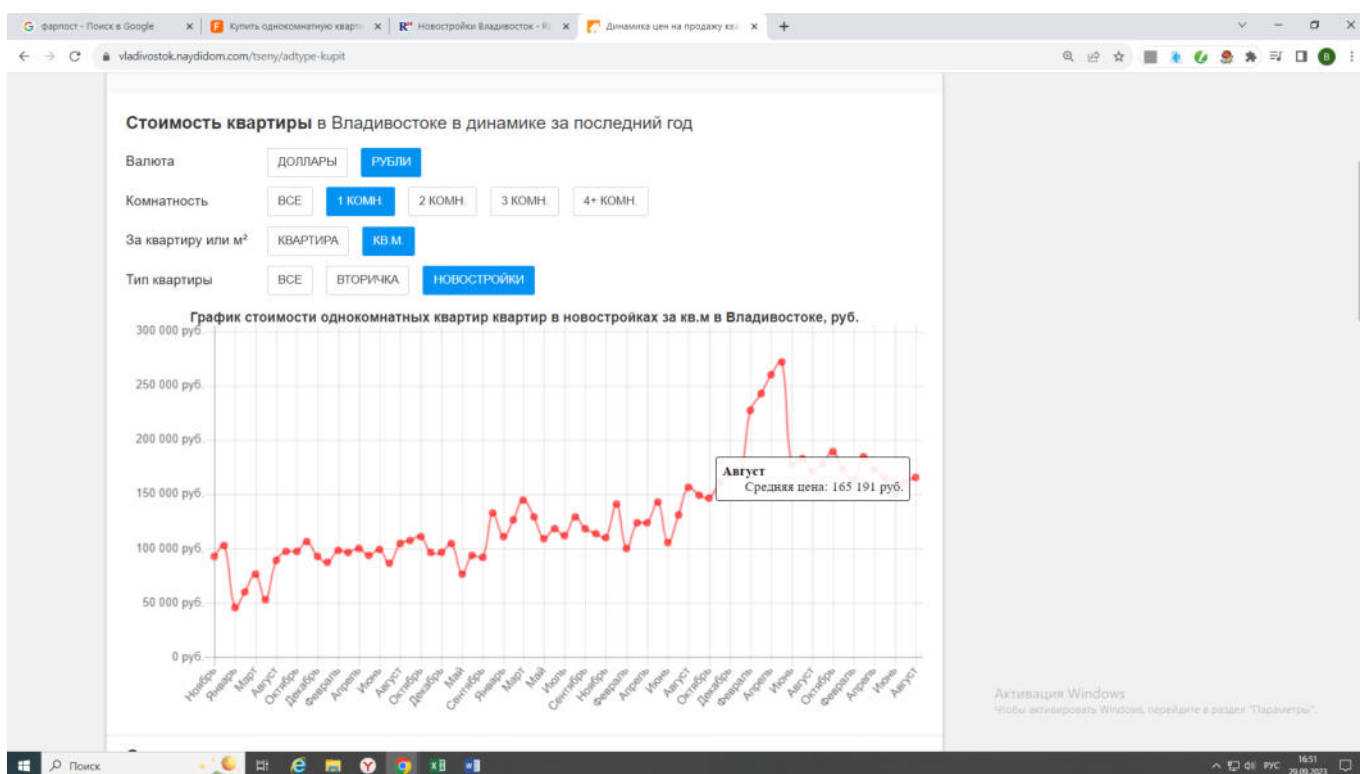 фарпост - Поиск в Google
Купить однокомнатную кварти
Новостройки Владивосток -
Динамика цен на продажу ква
vladivostok.naydidom.com/tseny/adtype-kupit
В
Стоимость квартиры в Владивостоке в динамике за последний год
Валюта ДОЛЛАРЫ РУБЛИ
Комнатность ВСЕ 1 КОМН. 2 КОМН. 3 КОМН. 4+ КОМН.
За квартиру или м² КВАРТИРА КВ.М.
Тип квартиры ВСЕ ВТОРИЧКА НОВОСТРОЙКИ
График стоимости однокомнатных квартир квартир в новостройках за кв.м в Владивостоке, руб.
300 000 руб.
250 000 руб.
200 000 руб.
150 000 руб.
100 000 руб.
50 000 руб.
0 руб.
Август
Средняя цена: 165 191 руб.
Ноябрь Январь Март Август Октябрь Декабрь Февраль Апрель Июнь Август Октябрь Декабрь Май Сентябрь Январь Март Май Июль Сентябрь Ноябрь Февраль Апрель Июнь Август Октябрь Декабрь Февраль Апрель Июнь Август Октябрь Февраль Апрель Июнь Август
Активация Windows
Чтобы активировать Windows, перейдите в раздел "Параметры".
Поиск
РУС
16:51
29.09.2023